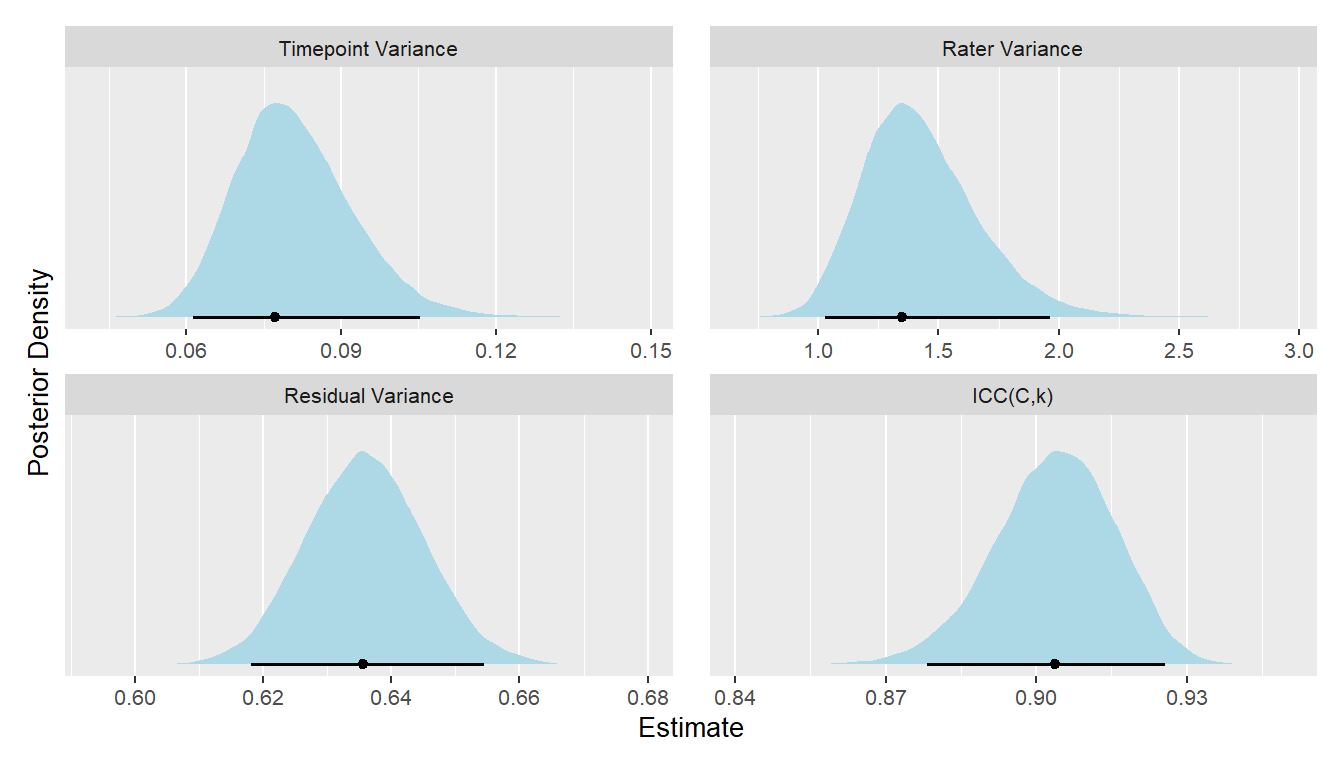 Timepoint Variance
Rater Variance
0.06 0.09 0.12 0.15
1.0 1.5 2.0 2.5 3.0
Residual Variance
ICC(C,k)
0.60 0.62 0.64 0.66 0.68
0.84 0.87 0.90 0.93
Posterior Density
Estimate